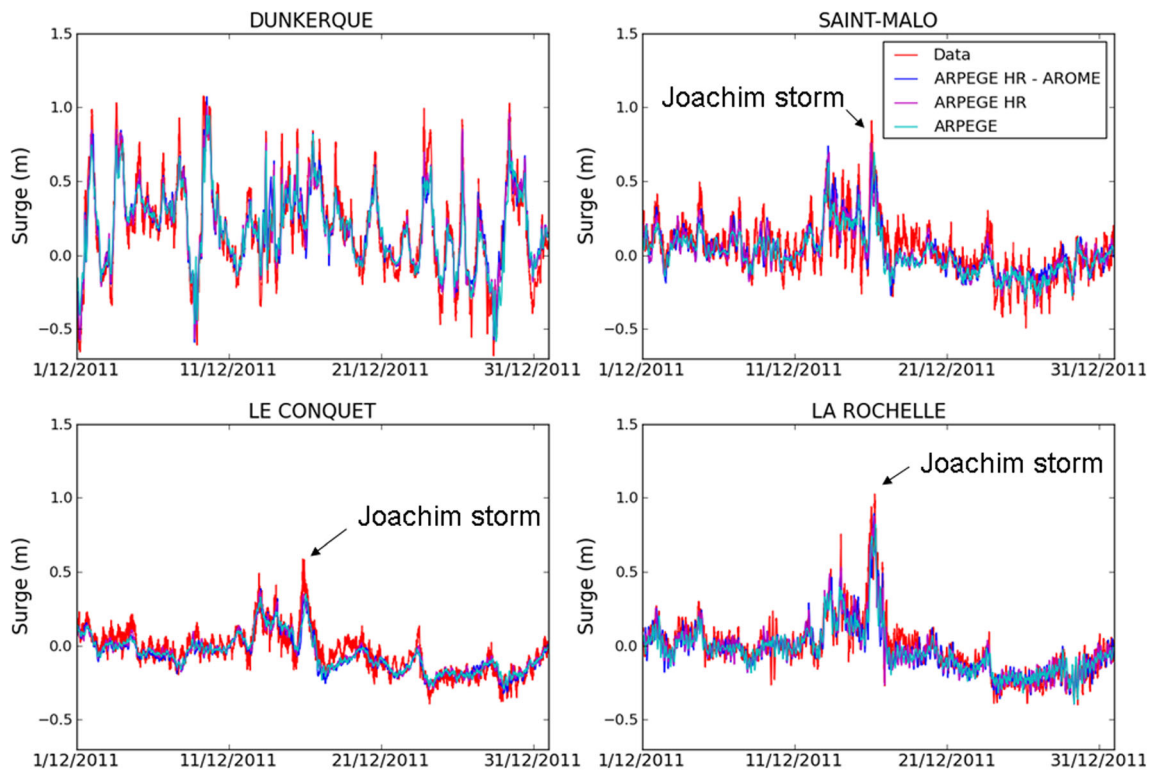 DUNKERQUE
1.5
1.0
0.5
0.0
−0.5
Surge (m)
1/12/2011 11/12/2011 21/12/2011 31/12/2011
SAINT-MALO
1.5
1.0
0.5
0.0
−0.5
Surge (m)
Joachim storm
Data
ARPEGE HR - AROME
ARPEGE HR
ARPEGE
1/12/2011 11/12/2011 21/12/2011 31/12/2011
LE CONQUET
1.5
1.0
0.5
0.0
−0.5
Surge (m)
Joachim storm
1/12/2011 11/12/2011 21/12/2011 31/12/2011
LA ROCHELLE
1.5
1.0
0.5
0.0
−0.5
Surge (m)
Joachim storm
1/12/2011 11/12/2011 21/12/2011 31/12/2011